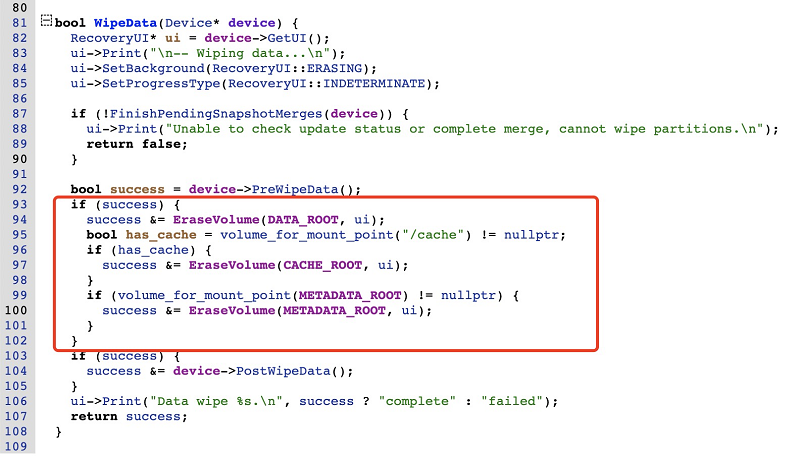 80
81 bool WipeData(Device* device) {
82   RecoveryUI* ui = device->GetUI();
83   ui->Print("\n-- Wiping data...\n");
84   ui->SetBackground(RecoveryUI::ERASING);
85   ui->SetProgressType(RecoveryUI::INDETERMINATE);
86
87   if (!FinishPendingSnapshotMerges(device)) {
88     ui->Print("Unable to check update status or complete merge, cannot wipe partitions.\n");
89     return false;
90   }
91
92   bool success = device->PreWipeData();
93   if (success) {
94     success &= EraseVolume(DATA_ROOT, ui);
95     bool has_cache = volume_for_mount_point("/cache") != nullptr;
96     if (has_cache) {
97       success &= EraseVolume(CACHE_ROOT, ui);
98     }
99     if (volume_for_mount_point(METADATA_ROOT) != nullptr) {
100       success &= EraseVolume(METADATA_ROOT, ui);
101     }
102   }
103   if (success) {
104     success &= device->PostWipeData();
105   }
106   ui->Print("Data wipe %s.\n", success ? "complete" : "failed");
107   return success;
108 }
109